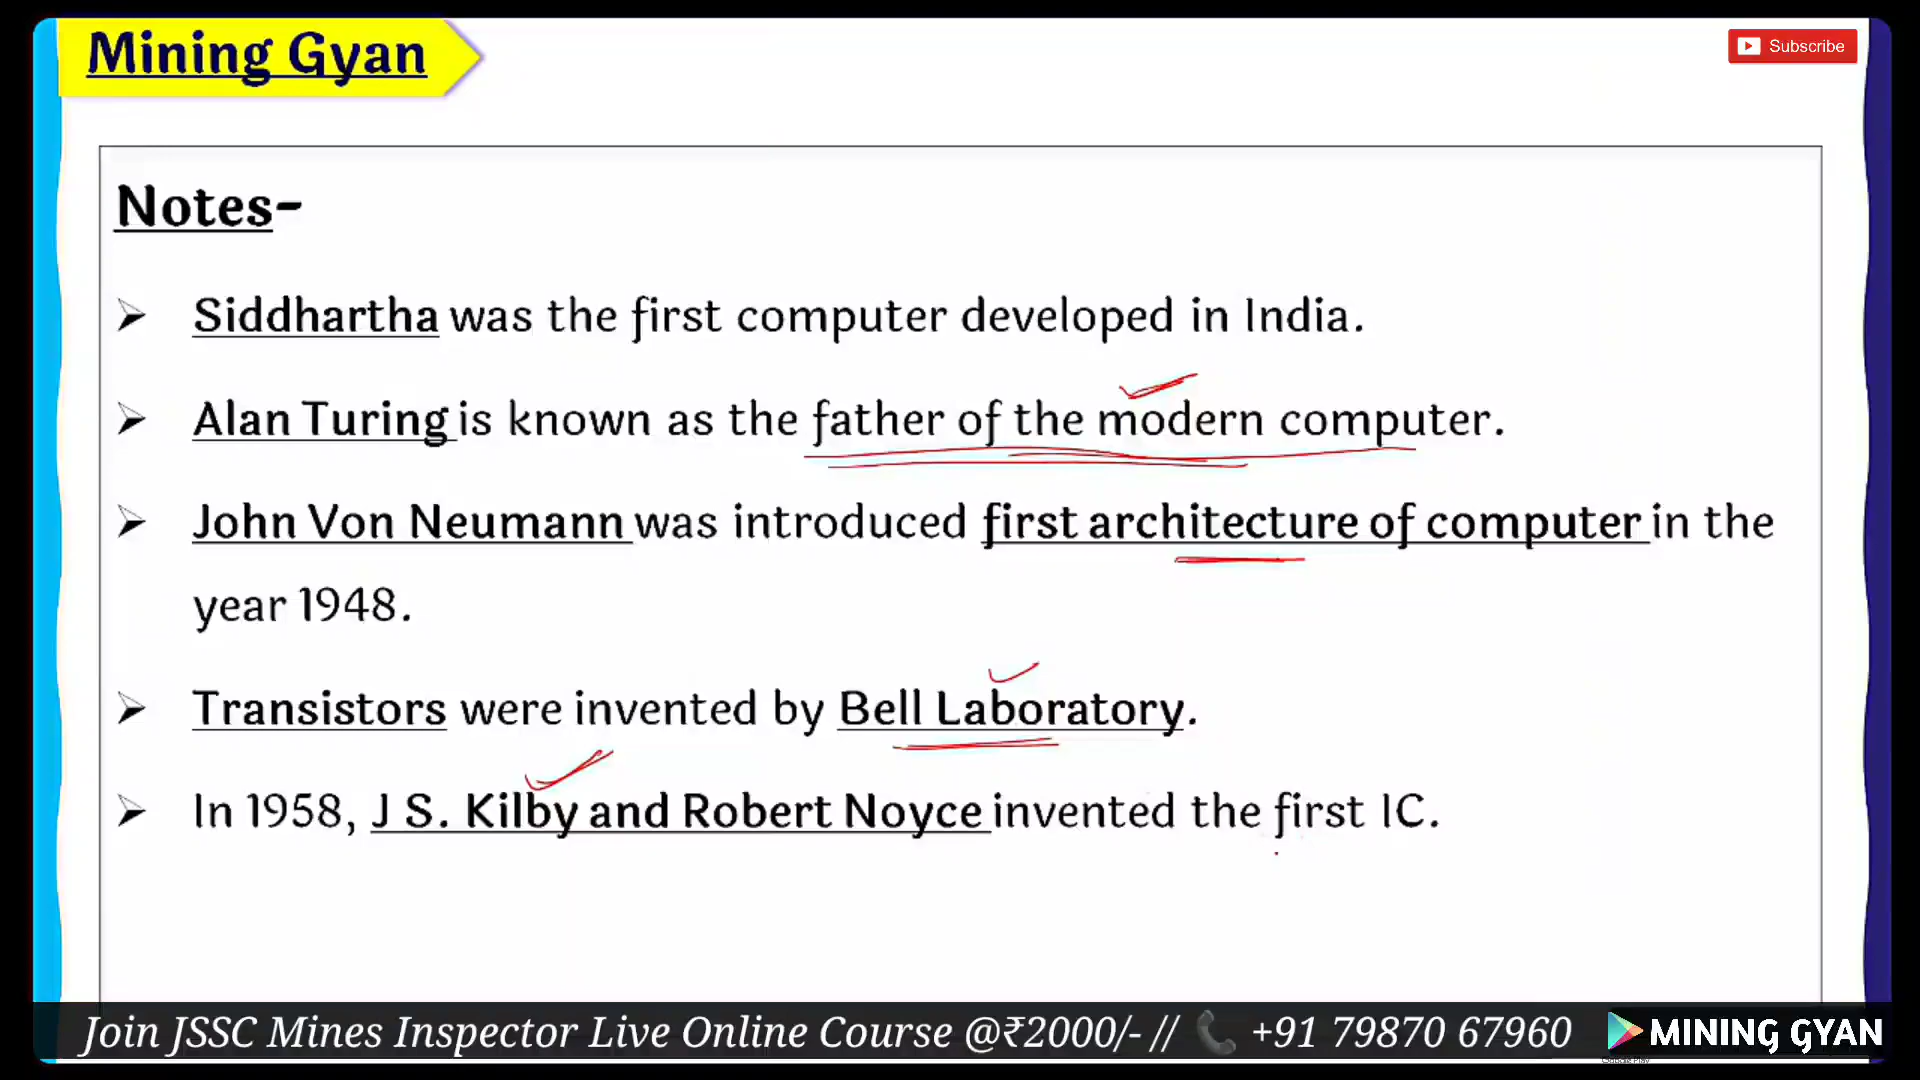 Mining Gyan
Subscribe
Notes-
➢ Siddhartha was the first computer developed in India.
➢ Alan Turing is known as the father of the modern computer.
➢ John Von Neumann was introduced first architecture of computer in the
year 1948.
➢ Transistors were invented by Bell Laboratory.
➢ In 1958, J S. Kilby and Robert Noyce invented the first IC.
Join JSSC Mines Inspector Live Online Course @₹2000/- // 📞 +91 79870 67960 MINING GYAN
Google Play